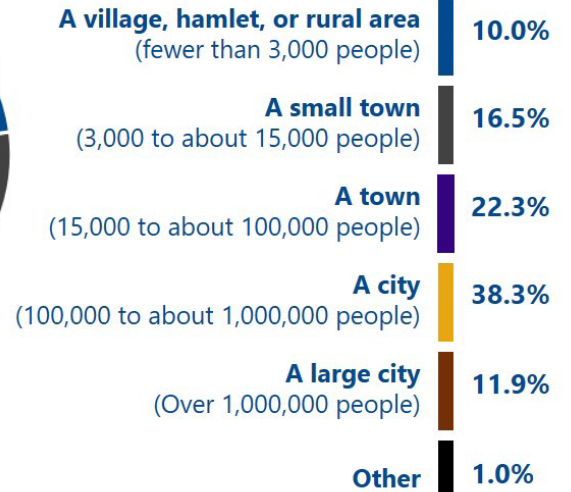 A village, hamlet, or rural area
(fewer than 3,000 people)
10.0%
A small town
(3,000 to about 15,000 people)
16.5%
A town
(15,000 to about 100,000 people)
22.3%
A city
(100,000 to about 1,000,000 people)
38.3%
A large city
(Over 1,000,000 people)
11.9%
Other
1.0%